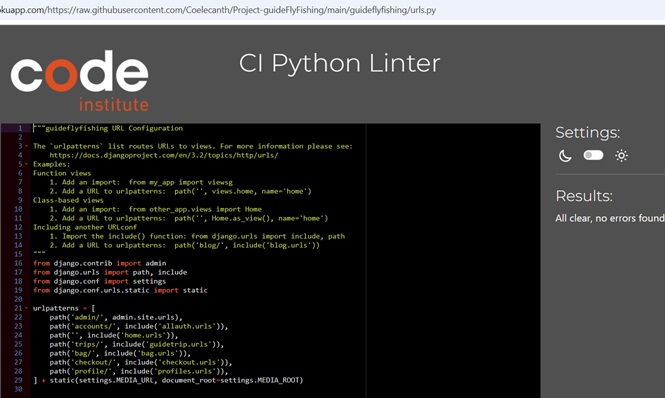 okuapp.com/https://raw.githubusercontent.com/Coelecanth/Project-guideFlyFishing/main/guideflyfishing/urls.py
code
institute
CI Python Linter
1 """guideflyfishing URL Configuration
2
3 The `urlpatterns` list routes URLs to views. For more information please see:
4 https://docs.djangoproject.com/en/3.2/topics/http/urls/
5 Examples:
6 Function views
7 1. Add an import:  from my_app import viewsg
8 2. Add a URL to urlpatterns:  path('', views.home, name='home')
9 Class-based views
10 1. Add an import:  from other_app.views import Home
11 2. Add a URL to urlpatterns:  path('', Home.as_view(), name='home')
12 Including another URLconf
13 1. Import the include() function: from django.urls import include, path
14 2. Add a URL to urlpatterns:  path('blog/', include('blog.urls'))
15 """
16 from django.contrib import admin
17 from django.urls import path, include
18 from django.conf import settings
19 from django.conf.urls.static import static
20
21 urlpatterns = [
22 path('admin/', admin.site.urls),
23 path('accounts/', include('allauth.urls')),
24 path('', include('home.urls')),
25 path('trips/', include('guidetrip.urls')),
26 path('bag/', include('bag.urls')),
27 path('checkout/', include('checkout.urls')),
28 path('profile/', include('profiles.urls')),
29 ] + static(settings.MEDIA_URL, document_root=settings.MEDIA_ROOT)
30
Settings:
Results:
All clear, no errors found